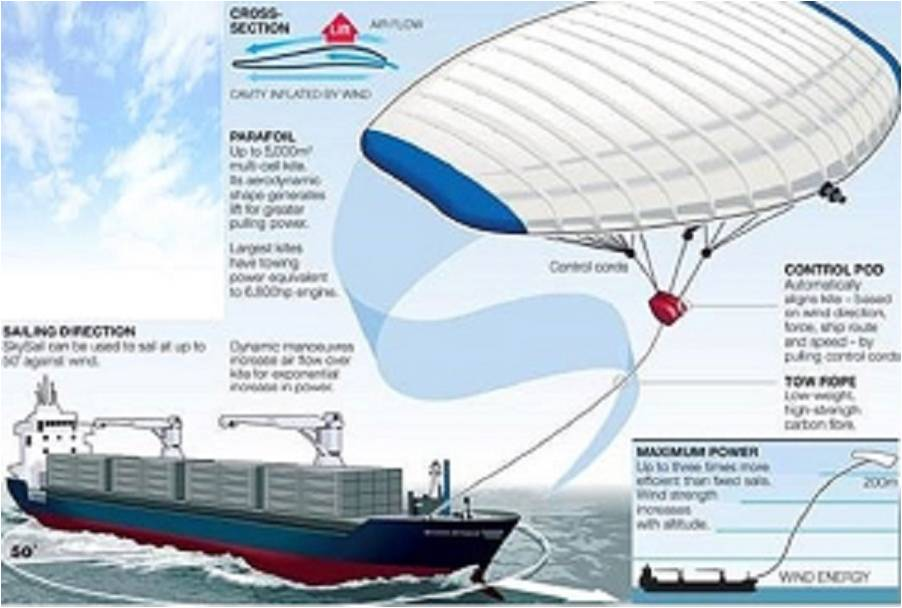 CROSS-
SECTION
Lift
AIR FLOW
CAVITY INFLATED BY WIND
PARAFOIL
Up to 5,000m²
multi-cell kite.
Its aerodynamic
shape generates
lift for greater
pulling power.
Largest kites
have towing
power equivalent
to 6,800hp engine.
Control cords
CONTROL POD
Automatically
aligns kite - based
on wind direction,
force, ship route
and speed - by
pulling control cords
SAILING DIRECTION
SkySail can be used to sail at up to
50° against wind.
Dynamic manoeuvres
increase air flow over
kite for exponential
increase in power.
TOW ROPE
Low-weight,
high-strength
carbon fibre.
MAXIMUM POWER
Up to three times more
efficient than fixed sails.
Wind strength
increases
with altitude.
200m
WIND ENERGY
50°